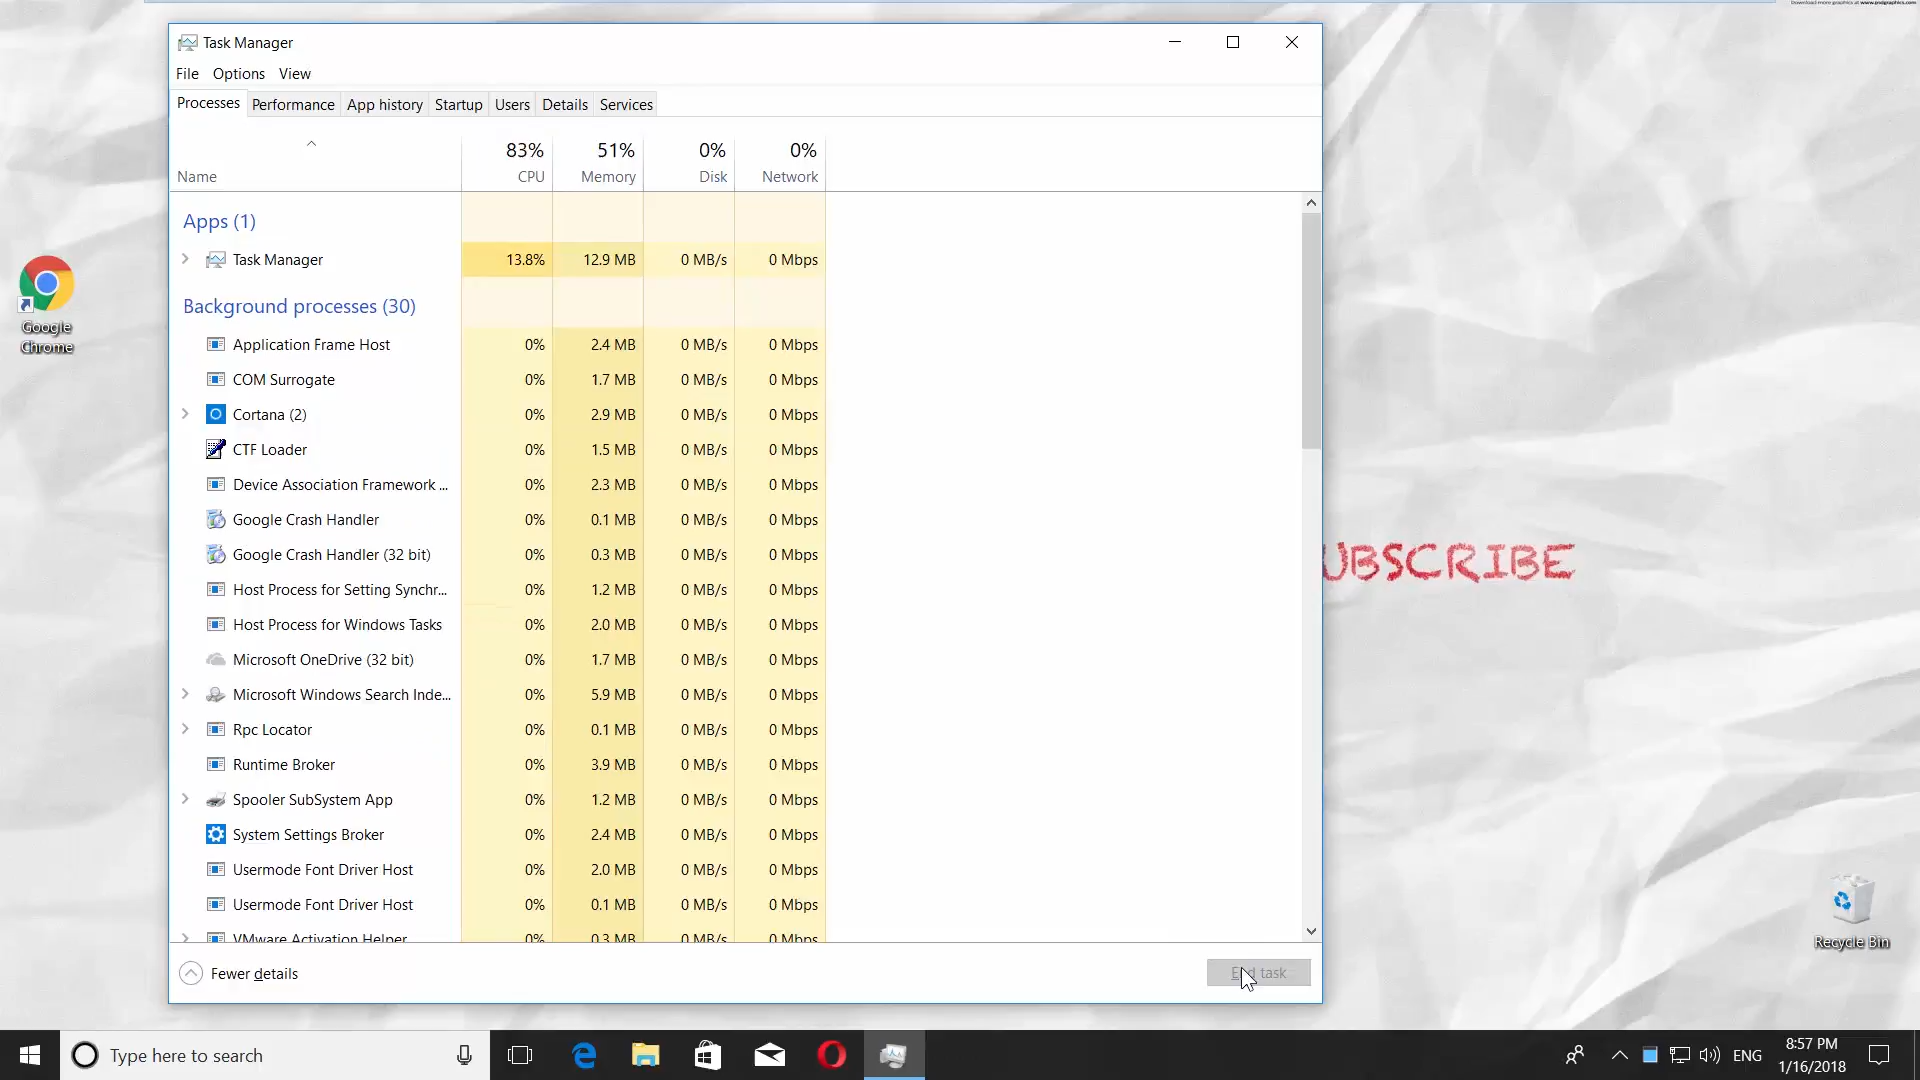 Download more graphics at www.psdgraphics.com
Task Manager
File Options View
Processes Performance App history Startup Users Details Services
83% 51% 0% 0%
Name CPU Memory Disk Network
Apps (1)
Task Manager 13.8% 12.9 MB 0 MB/s 0 Mbps
Background processes (30)
Application Frame Host 0% 2.4 MB 0 MB/s 0 Mbps
COM Surrogate 0% 1.7 MB 0 MB/s 0 Mbps
Cortana (2) 0% 2.9 MB 0 MB/s 0 Mbps
CTF Loader 0% 1.5 MB 0 MB/s 0 Mbps
Device Association Framework ... 0% 2.3 MB 0 MB/s 0 Mbps
Google Crash Handler 0% 0.1 MB 0 MB/s 0 Mbps
Google Crash Handler (32 bit) 0% 0.3 MB 0 MB/s 0 Mbps
Host Process for Setting Synchr... 0% 1.2 MB 0 MB/s 0 Mbps
Host Process for Windows Tasks 0% 2.0 MB 0 MB/s 0 Mbps
Microsoft OneDrive (32 bit) 0% 1.7 MB 0 MB/s 0 Mbps
Microsoft Windows Search Inde... 0% 5.9 MB 0 MB/s 0 Mbps
Rpc Locator 0% 0.1 MB 0 MB/s 0 Mbps
Runtime Broker 0% 3.9 MB 0 MB/s 0 Mbps
Spooler SubSystem App 0% 1.2 MB 0 MB/s 0 Mbps
System Settings Broker 0% 2.4 MB 0 MB/s 0 Mbps
Usermode Font Driver Host 0% 2.0 MB 0 MB/s 0 Mbps
Usermode Font Driver Host 0% 0.1 MB 0 MB/s 0 Mbps
VMware Activation Helper 0% 0.3 MB 0 MB/s 0 Mbps
Fewer details
End task
Google
Chrome
UBSCRIBE
Recycle Bin
Type here to search
ENG
8:57 PM
1/16/2018